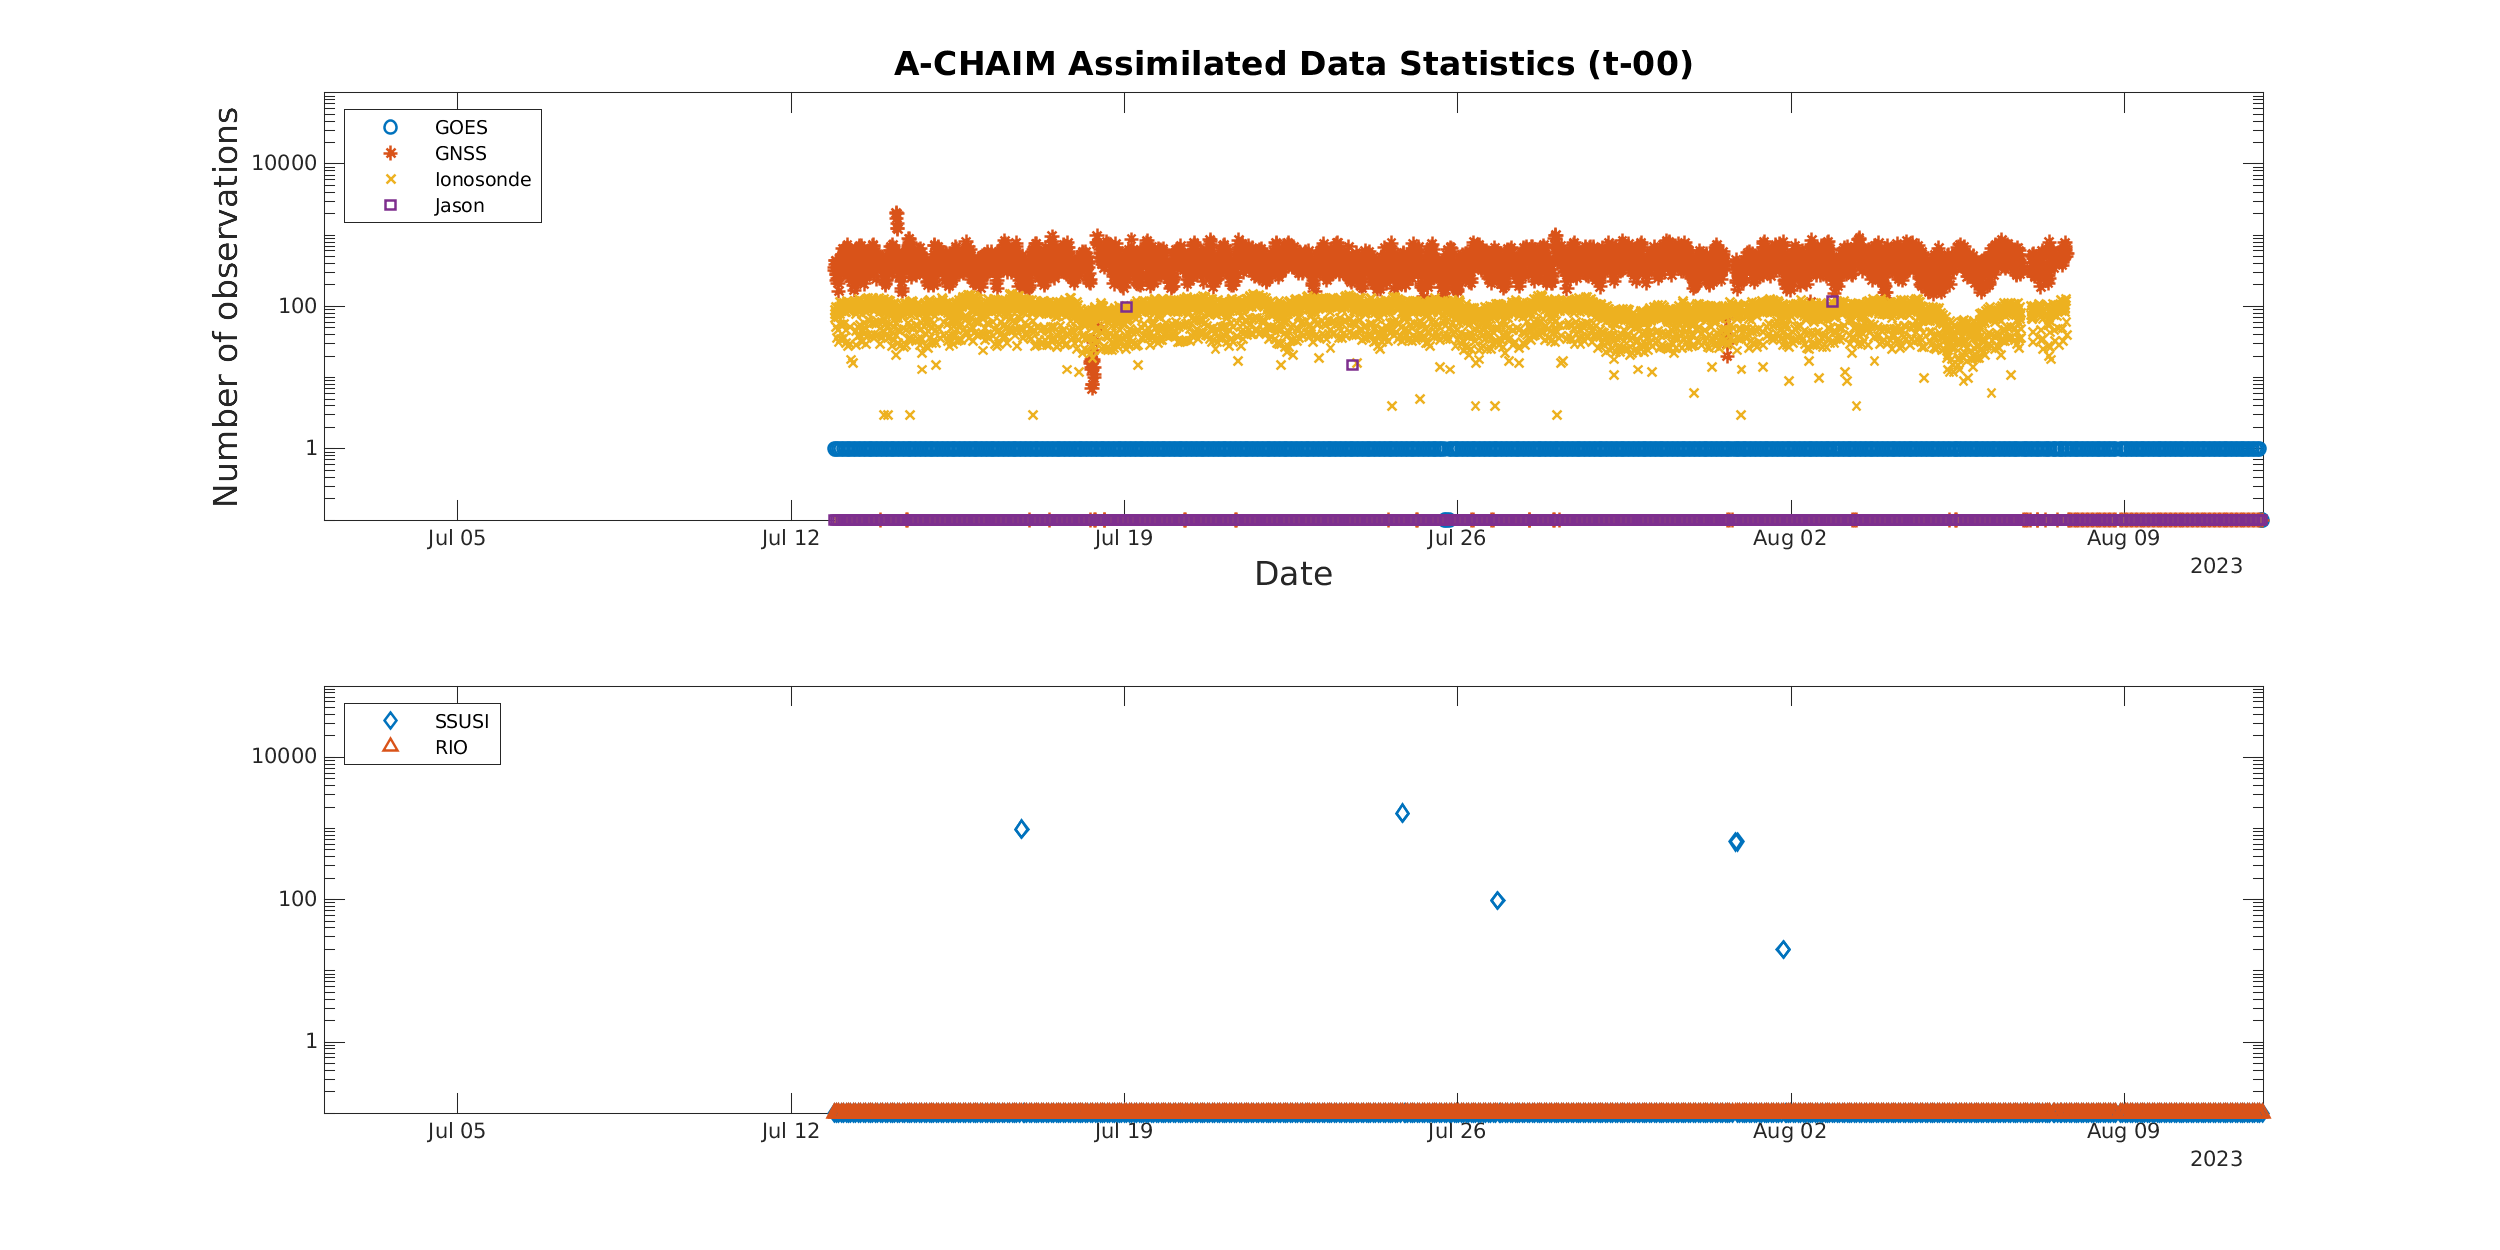 A-CHAIM Assimilated Data Statistics (t-00)
Number of observations
GOES
GNSS
Ionosonde
Jason
10000
100
1
Jul 05
Jul 12
Jul 19
Jul 26
Aug 02
Aug 09
2023
Date
SSUSI
RIO
10000
100
1
Jul 05
Jul 12
Jul 19
Jul 26
Aug 02
Aug 09
2023